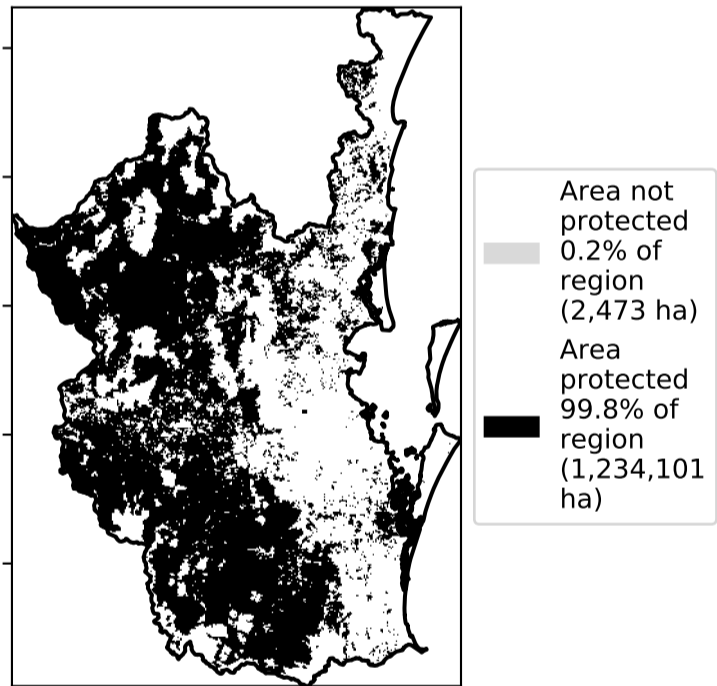 Area not
protected
0.2% of
region
(2,473 ha)
Area
protected
99.8% of
region
(1,234,101
ha)